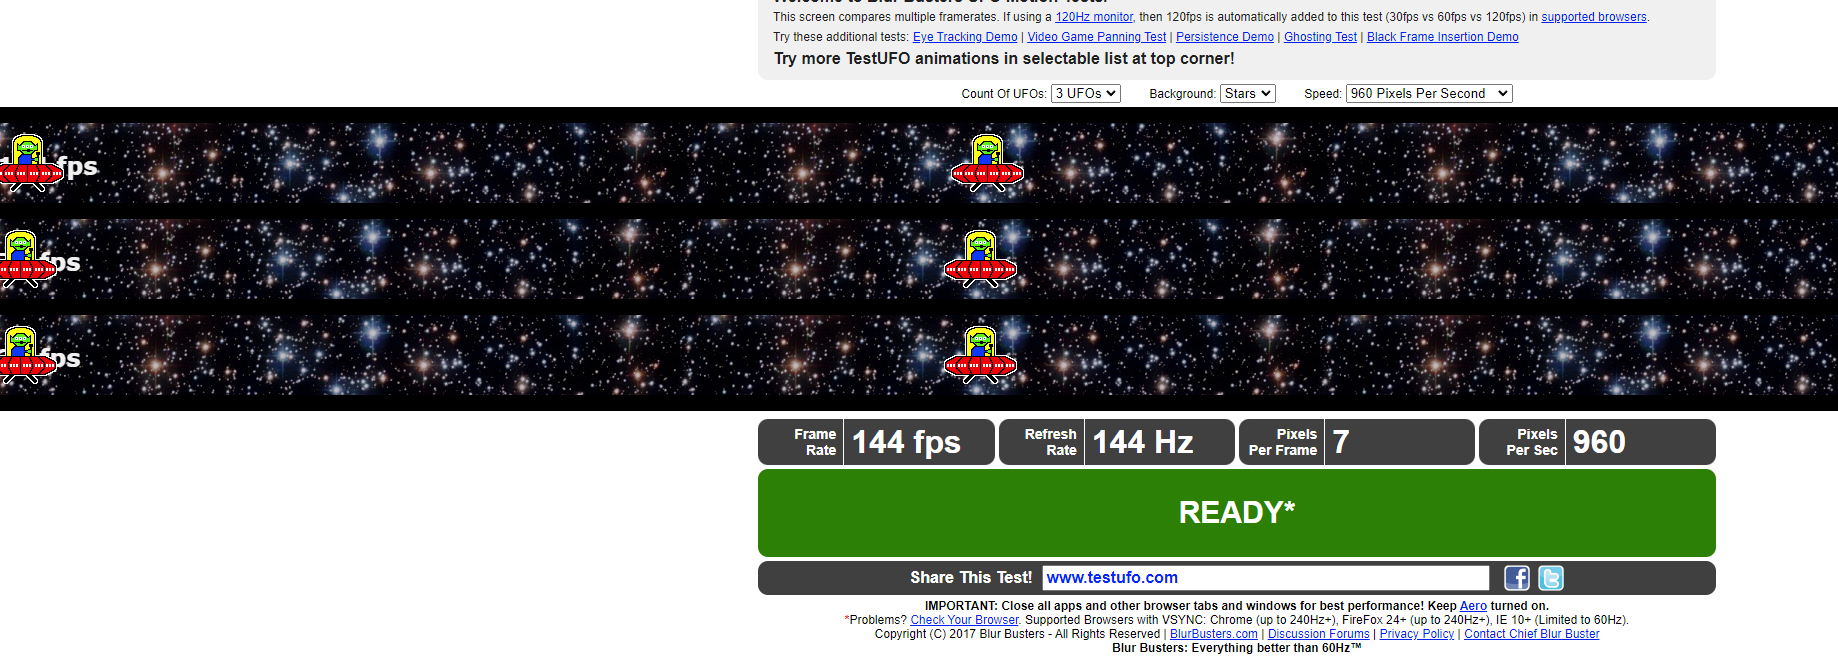 This screen compares multiple framerates. If using a 120Hz monitor, then 120fps is automatically added to this test (30fps vs 60fps vs 120fps) in supported browsers.
Try these additional tests: Eye Tracking Demo | Video Game Panning Test | Persistence Demo | Ghosting Test | Black Frame Insertion Demo
Try more TestUFO animations in selectable list at top corner!
Count Of UFOs: 3 UFOs Background: Stars Speed: 960 Pixels Per Second
fps
fps
fps
Frame Rate 144 fps Refresh Rate 144 Hz Pixels Per Frame 7 Pixels Per Sec 960
READY*
Share This Test! www.testufo.com
IMPORTANT: Close all apps and other browser tabs and windows for best performance! Keep Aero turned on.
*Problems? Check Your Browser. Supported Browsers with VSYNC: Chrome (up to 240Hz+), FireFox 24+ (up to 240Hz+), IE 10+ (Limited to 60Hz).
Copyright (C) 2017 Blur Busters - All Rights Reserved | BlurBusters.com | Discussion Forums | Privacy Policy | Contact Chief Blur Buster
Blur Busters: Everything better than 60Hz™